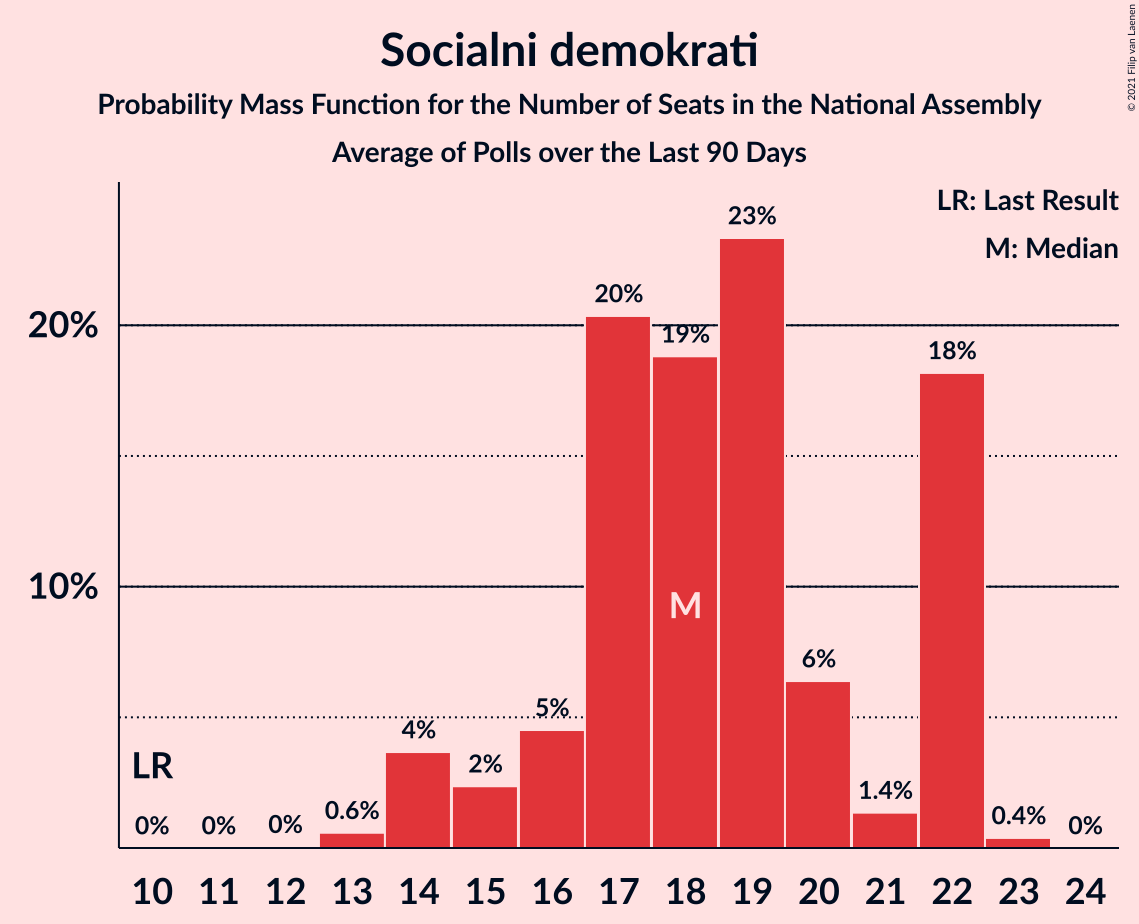 Socialni demokrati
Probability Mass Function for the Number of Seats in the National Assembly
Average of Polls over the Last 90 Days
© 2021 Filip van Laenen
LR: Last Result
M: Median
23%
20%
20%
19%
18%
10%
M
6%
5%
4%
LR
2%
1.4%
0.6%
0.4%
0% 0% 0% 0%
10 11 12 13 14 15 16 17 18 19 20 21 22 23 24